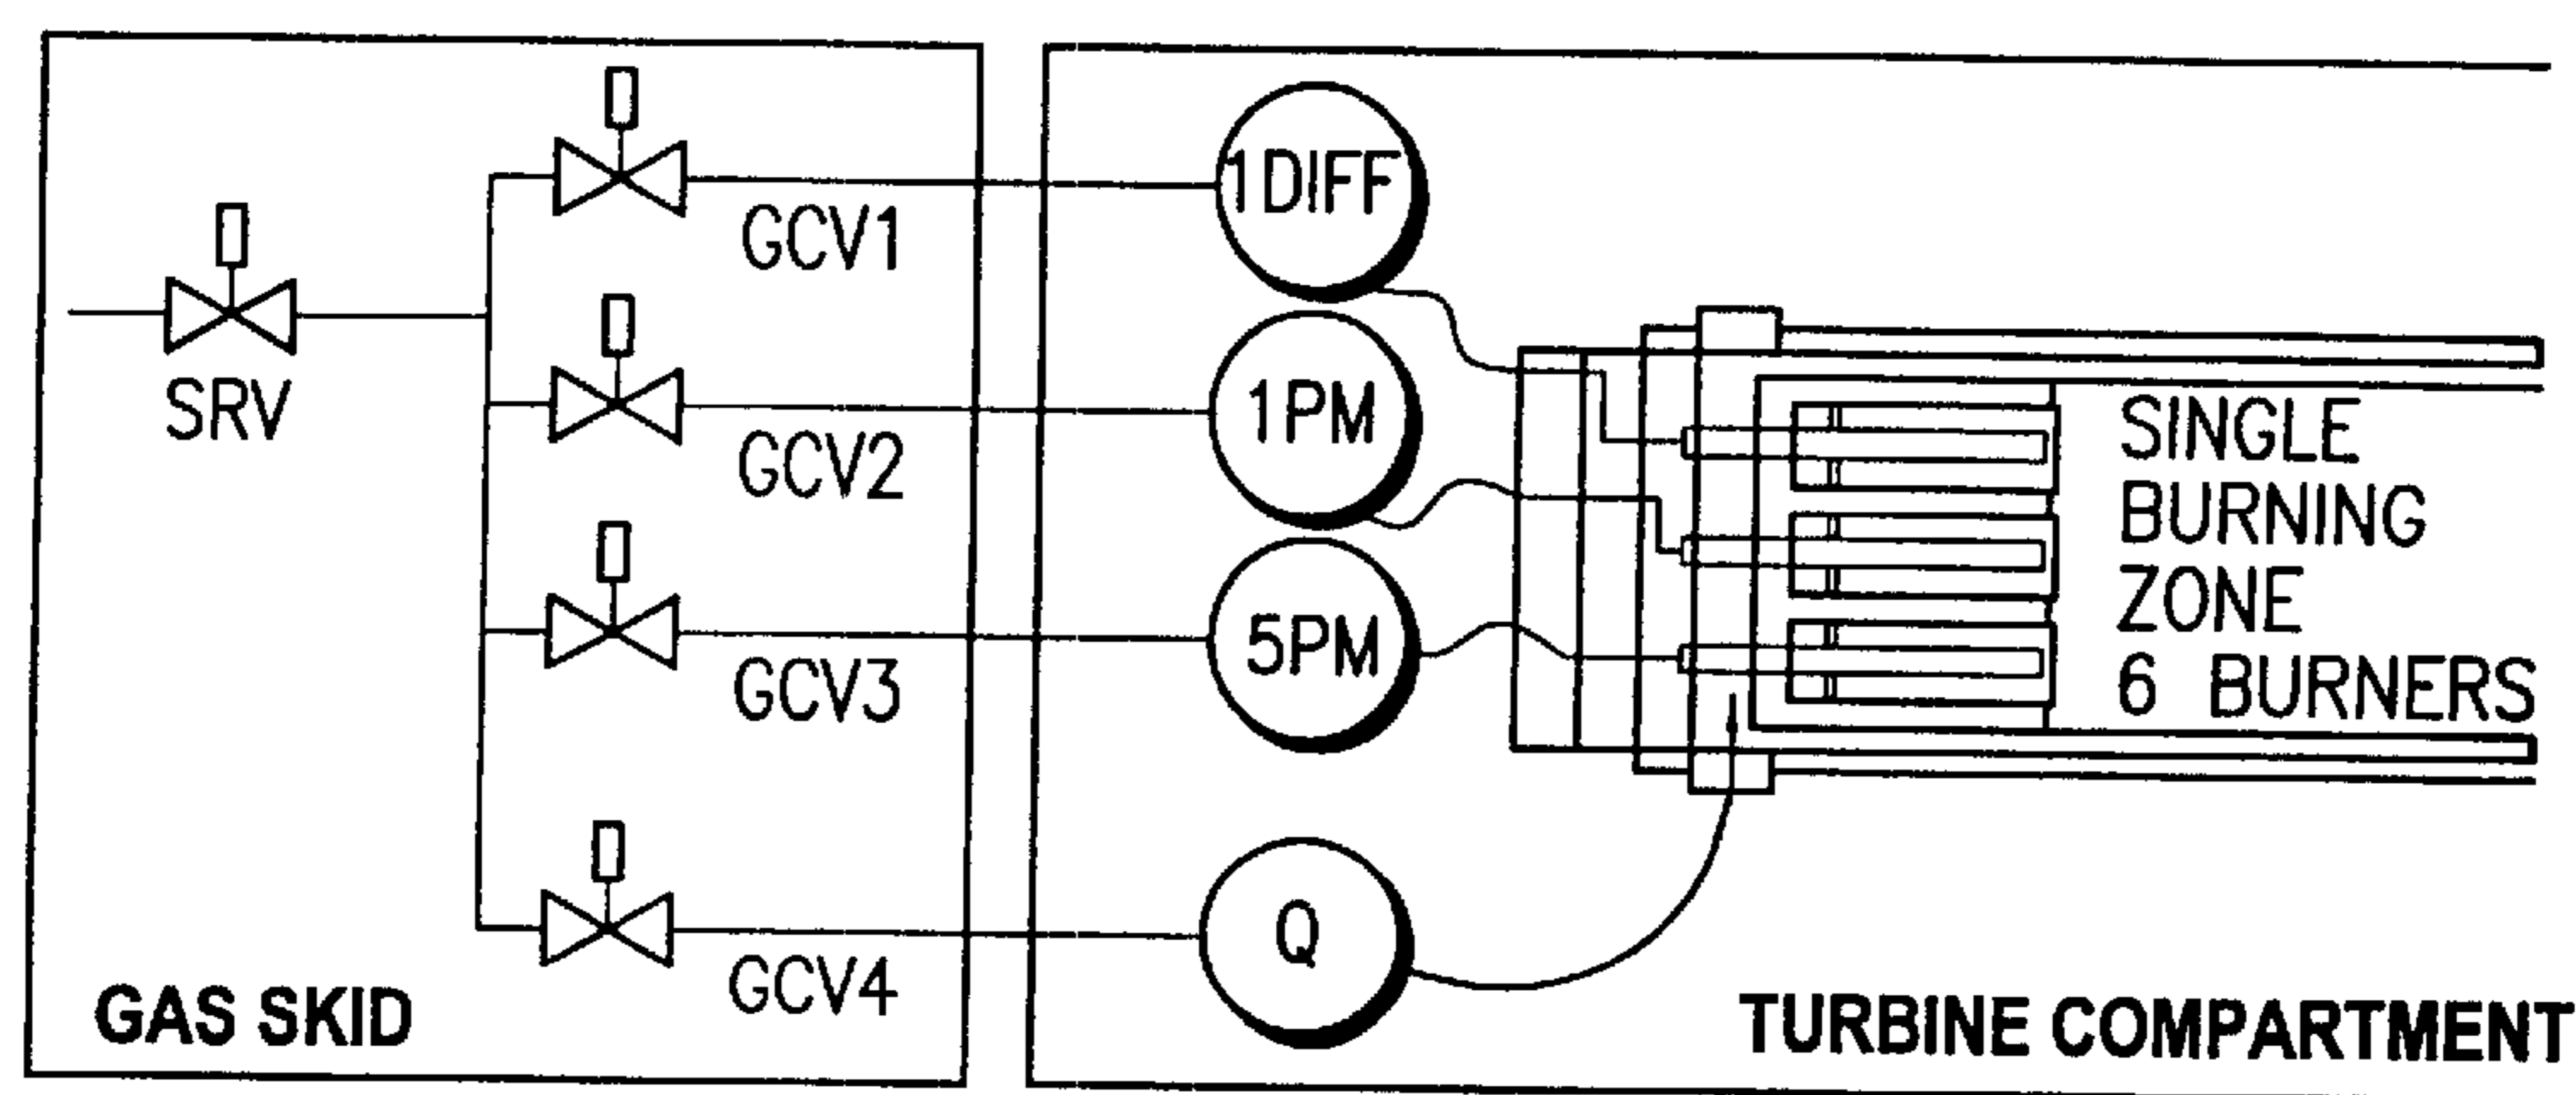 1DIFF
GCV1
SRV
1PM
GCV2
SINGLE
BURNING
ZONE
6 BURNERS
5PM
GCV3
Q
GCV4
GAS SKID
TURBINE COMPARTMENT